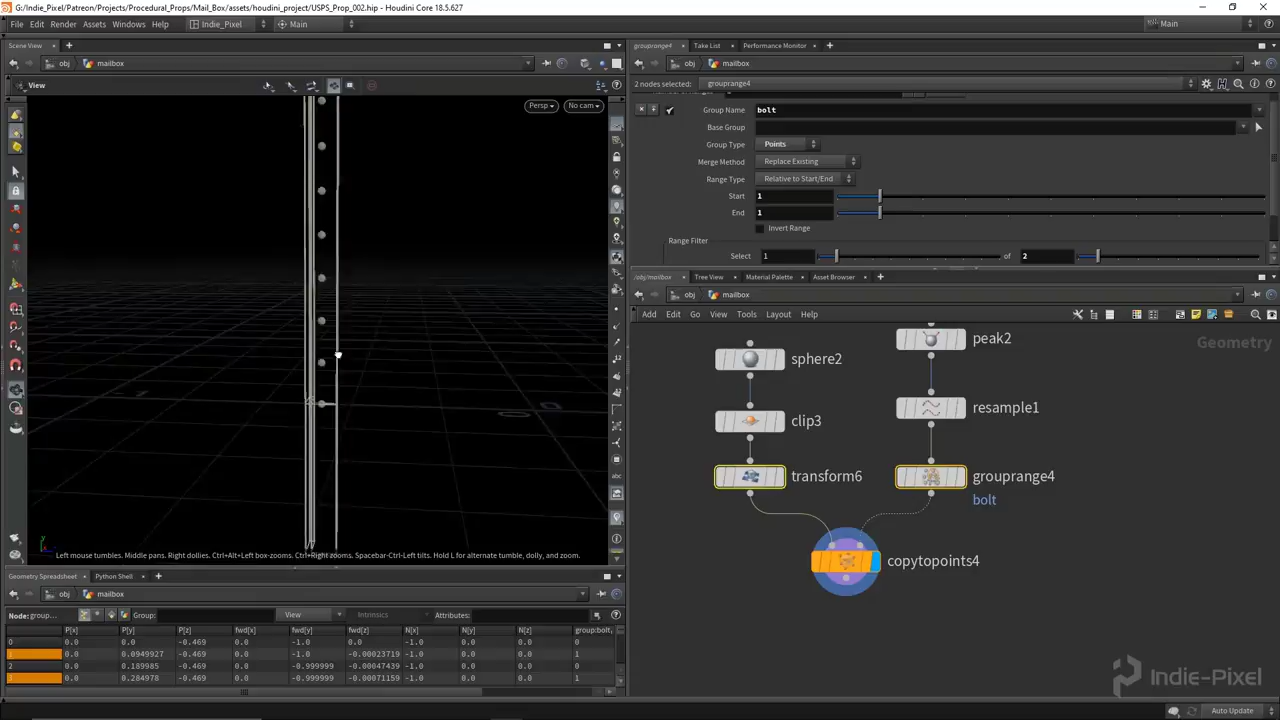 G:/Indie_Pixel/Patreon/Projects/Procedural_Props/Mail_Box/assets/houdini_project/USPS_Prop_002.hip - Houdini Core 18.5.627
File Edit Render Assets Windows Help Indie_Pixel Main Main
Scene View
obj mailbox
View
Persp No cam
Left mouse tumbles. Middle pans. Right dollies. Ctrl+Alt+Left box-zooms. Ctrl+Right zooms. Spacebar-Ctrl-Left tilts. Hold L for alternate tumble, dolly, and zoom.
grouprange4 Take List Performance Monitor
obj mailbox
2 nodes selected: grouprange4
Group Name bolt
Base Group
Group Type Points
Merge Method Replace Existing
Range Type Relative to Start/End
Start 1
End 1
Invert Range
Range Filter
Select 1 of 2
/obj/mailbox Tree View Material Palette Asset Browser
obj mailbox
Add Edit Go View Tools Layout Help
Geometry
sphere2
clip3
transform6
peak2
resample1
grouprange4
bolt
copytopoints4
Indie-Pixel
Geometry Spreadsheet Python Shell
obj mailbox
Node: group... Group: View Intrinsics Attributes:
P[x] P[y] P[z] fwd[x] fwd[y] fwd[z] N[x] N[y] N[z] group:bolt
0 0.0 0.0 -0.469 0.0 -1.0 0.0 -1.0 0.0 0.0 0
1 0.0 0.0949927 -0.469 0.0 -1.0 -0.00023719 -1.0 0.0 0.0 1
2 0.0 0.189985 -0.469 0.0 -0.999999 -0.00047439 -1.0 0.0 0.0 0
3 0.0 0.284978 -0.469 0.0 -0.999999 -0.00071159 -1.0 0.0 0.0 1
Auto Update